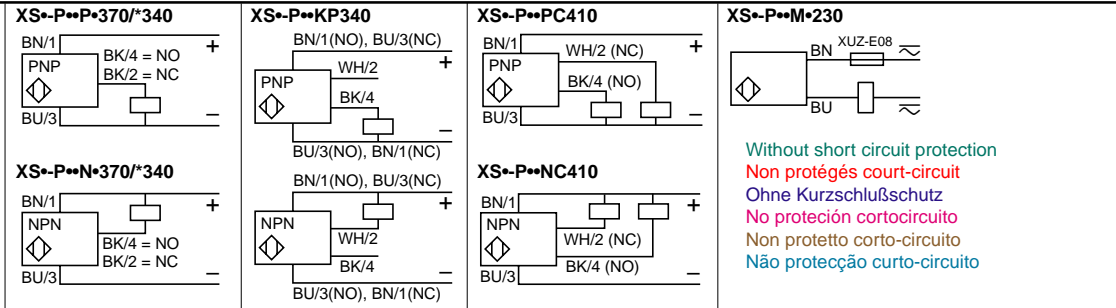 XS•-P••P•370/*340
BN/1
PNP
BK/4 = NO
BK/2 = NC
+
BU/3
–
XS•-P••N•370/*340
BN/1
+
NPN
BK/4 = NO
BK/2 = NC
BU/3
–
XS•-P••KP340
BN/1(NO), BU/3(NC)
+
WH/2
PNP
BK/4
–
BU/3(NO), BN/1(NC)
BN/1(NO), BU/3(NC)
+
NPN
WH/2
BK/4
–
BU/3(NO), BN/1(NC)
XS•-P••PC410
BN/1
WH/2 (NC)
+
PNP
BK/4 (NO)
BU/3
–
XS•-P••NC410
BN/1
+
NPN
WH/2 (NC)
BK/4 (NO)
BU/3
–
XS•-P••M•230
BN
XUZ-E08
BU
Without short circuit protection
Non protégés court-circuit
Ohne Kurzschlußschutz
No proteción cortocircuito
Non protetto corto-circuito
Não protecção curto-circuito